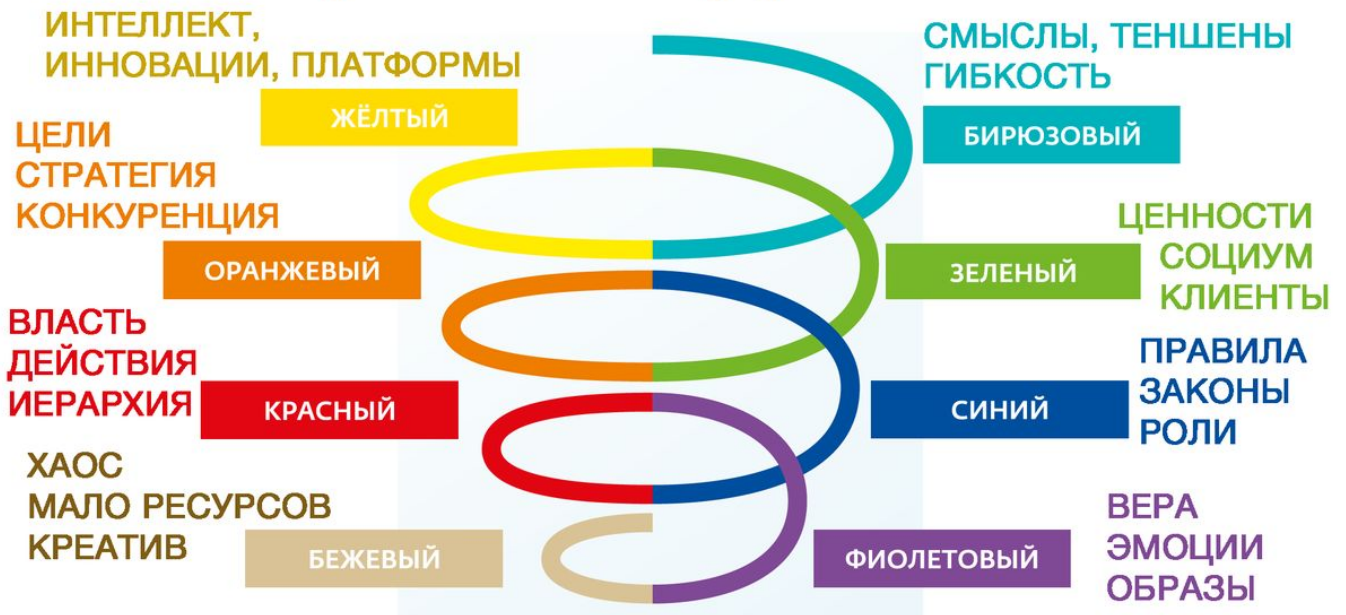 ИНТЕЛЛЕКТ,
ИННОВАЦИИ, ПЛАТФОРМЫ
ЖЁЛТЫЙ
СМЫСЛЫ, ТЕНШЕНЫ
ГИБКОСТЬ
БИРЮЗОВЫЙ
ЦЕЛИ
СТРАТЕГИЯ
КОНКУРЕНЦИЯ
ОРАНЖЕВЫЙ
ЦЕННОСТИ
СОЦИУМ
КЛИЕНТЫ
ЗЕЛЕНЫЙ
ВЛАСТЬ
ДЕЙСТВИЯ
ИЕРАРХИЯ
КРАСНЫЙ
ПРАВИЛА
ЗАКОНЫ
РОЛИ
СИНИЙ
ХАОС
МАЛО РЕСУРСОВ
КРЕАТИВ
БЕЖЕВЫЙ
ВЕРА
ЭМОЦИИ
ОБРАЗЫ
ФИОЛЕТОВЫЙ